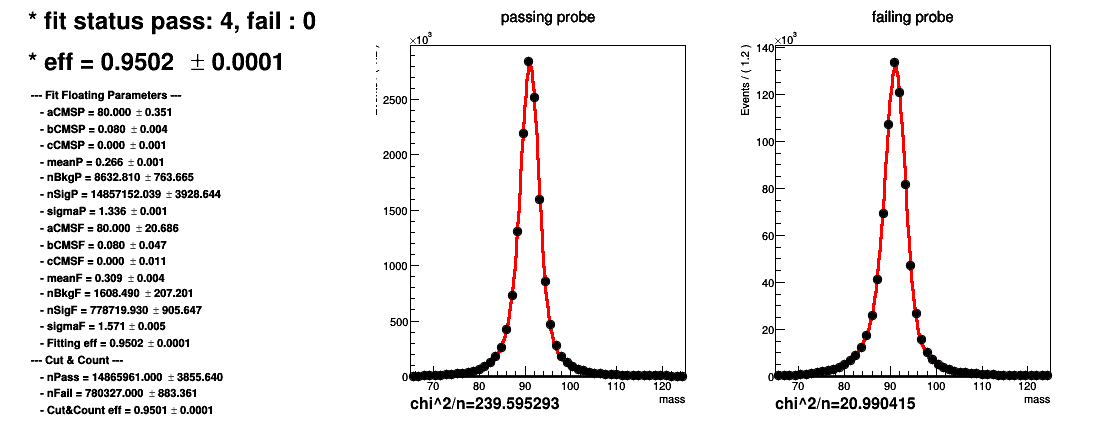 * fit status pass: 4, fail : 0
* eff = 0.9502 ± 0.0001
--- Fit Floating Parameters ---
- aCMSP = 80.000 ± 0.351
- bCMSP = 0.080 ± 0.004
- cCMSP = 0.000 ± 0.001
- meanP = 0.266 ± 0.001
- nBkgP = 8632.810 ± 763.665
- nSigP = 14857152.039 ± 3928.644
- sigmaP = 1.336 ± 0.001
- aCMSF = 80.000 ± 20.686
- bCMSF = 0.080 ± 0.047
- cCMSF = 0.000 ± 0.011
- meanF = 0.309 ± 0.004
- nBkgF = 1608.490 ± 207.201
- nSigF = 778719.930 ± 905.647
- sigmaF = 1.571 ± 0.005
- Fitting eff = 0.9502 ± 0.0001
--- Cut & Count ---
- nPass = 14865961.000 ± 3855.640
- nFail = 780327.000 ± 883.361
- Cut&Count eff = 0.9501 ± 0.0001
passing probe
×10³
2500
2000
1500
1000
500
0
70 80 90 100 110 120
mass
chi^2/n=239.595293
failing probe
×10³
Events / ( 1.2 )
140
120
100
80
60
40
20
0
70 80 90 100 110 120
mass
chi^2/n=20.990415